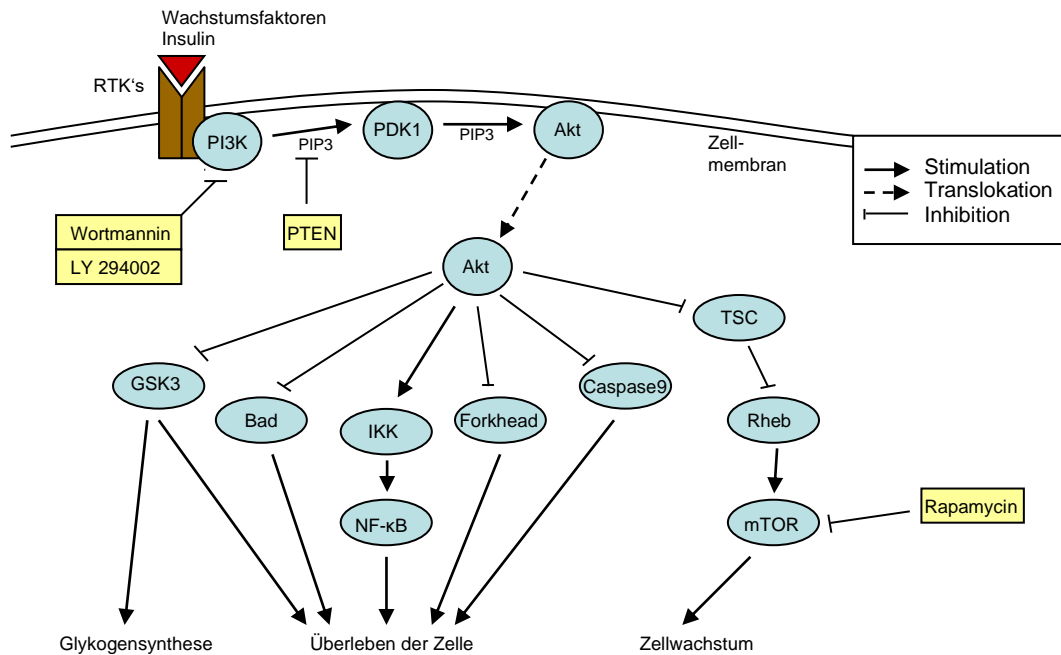 Wachstumsfaktoren
Insulin
RTK‘s
PI3K
PIP3
PDK1
PIP3
Akt
Zell-
membran
Stimulation
Translokation
Inhibition
Wortmannin
LY 294002
PTEN
Akt
TSC
GSK3
Bad
IKK
Forkhead
Caspase9
Rheb
NF-κB
mTOR
Rapamycin
Glykogensynthese
Überleben der Zelle
Zellwachstum